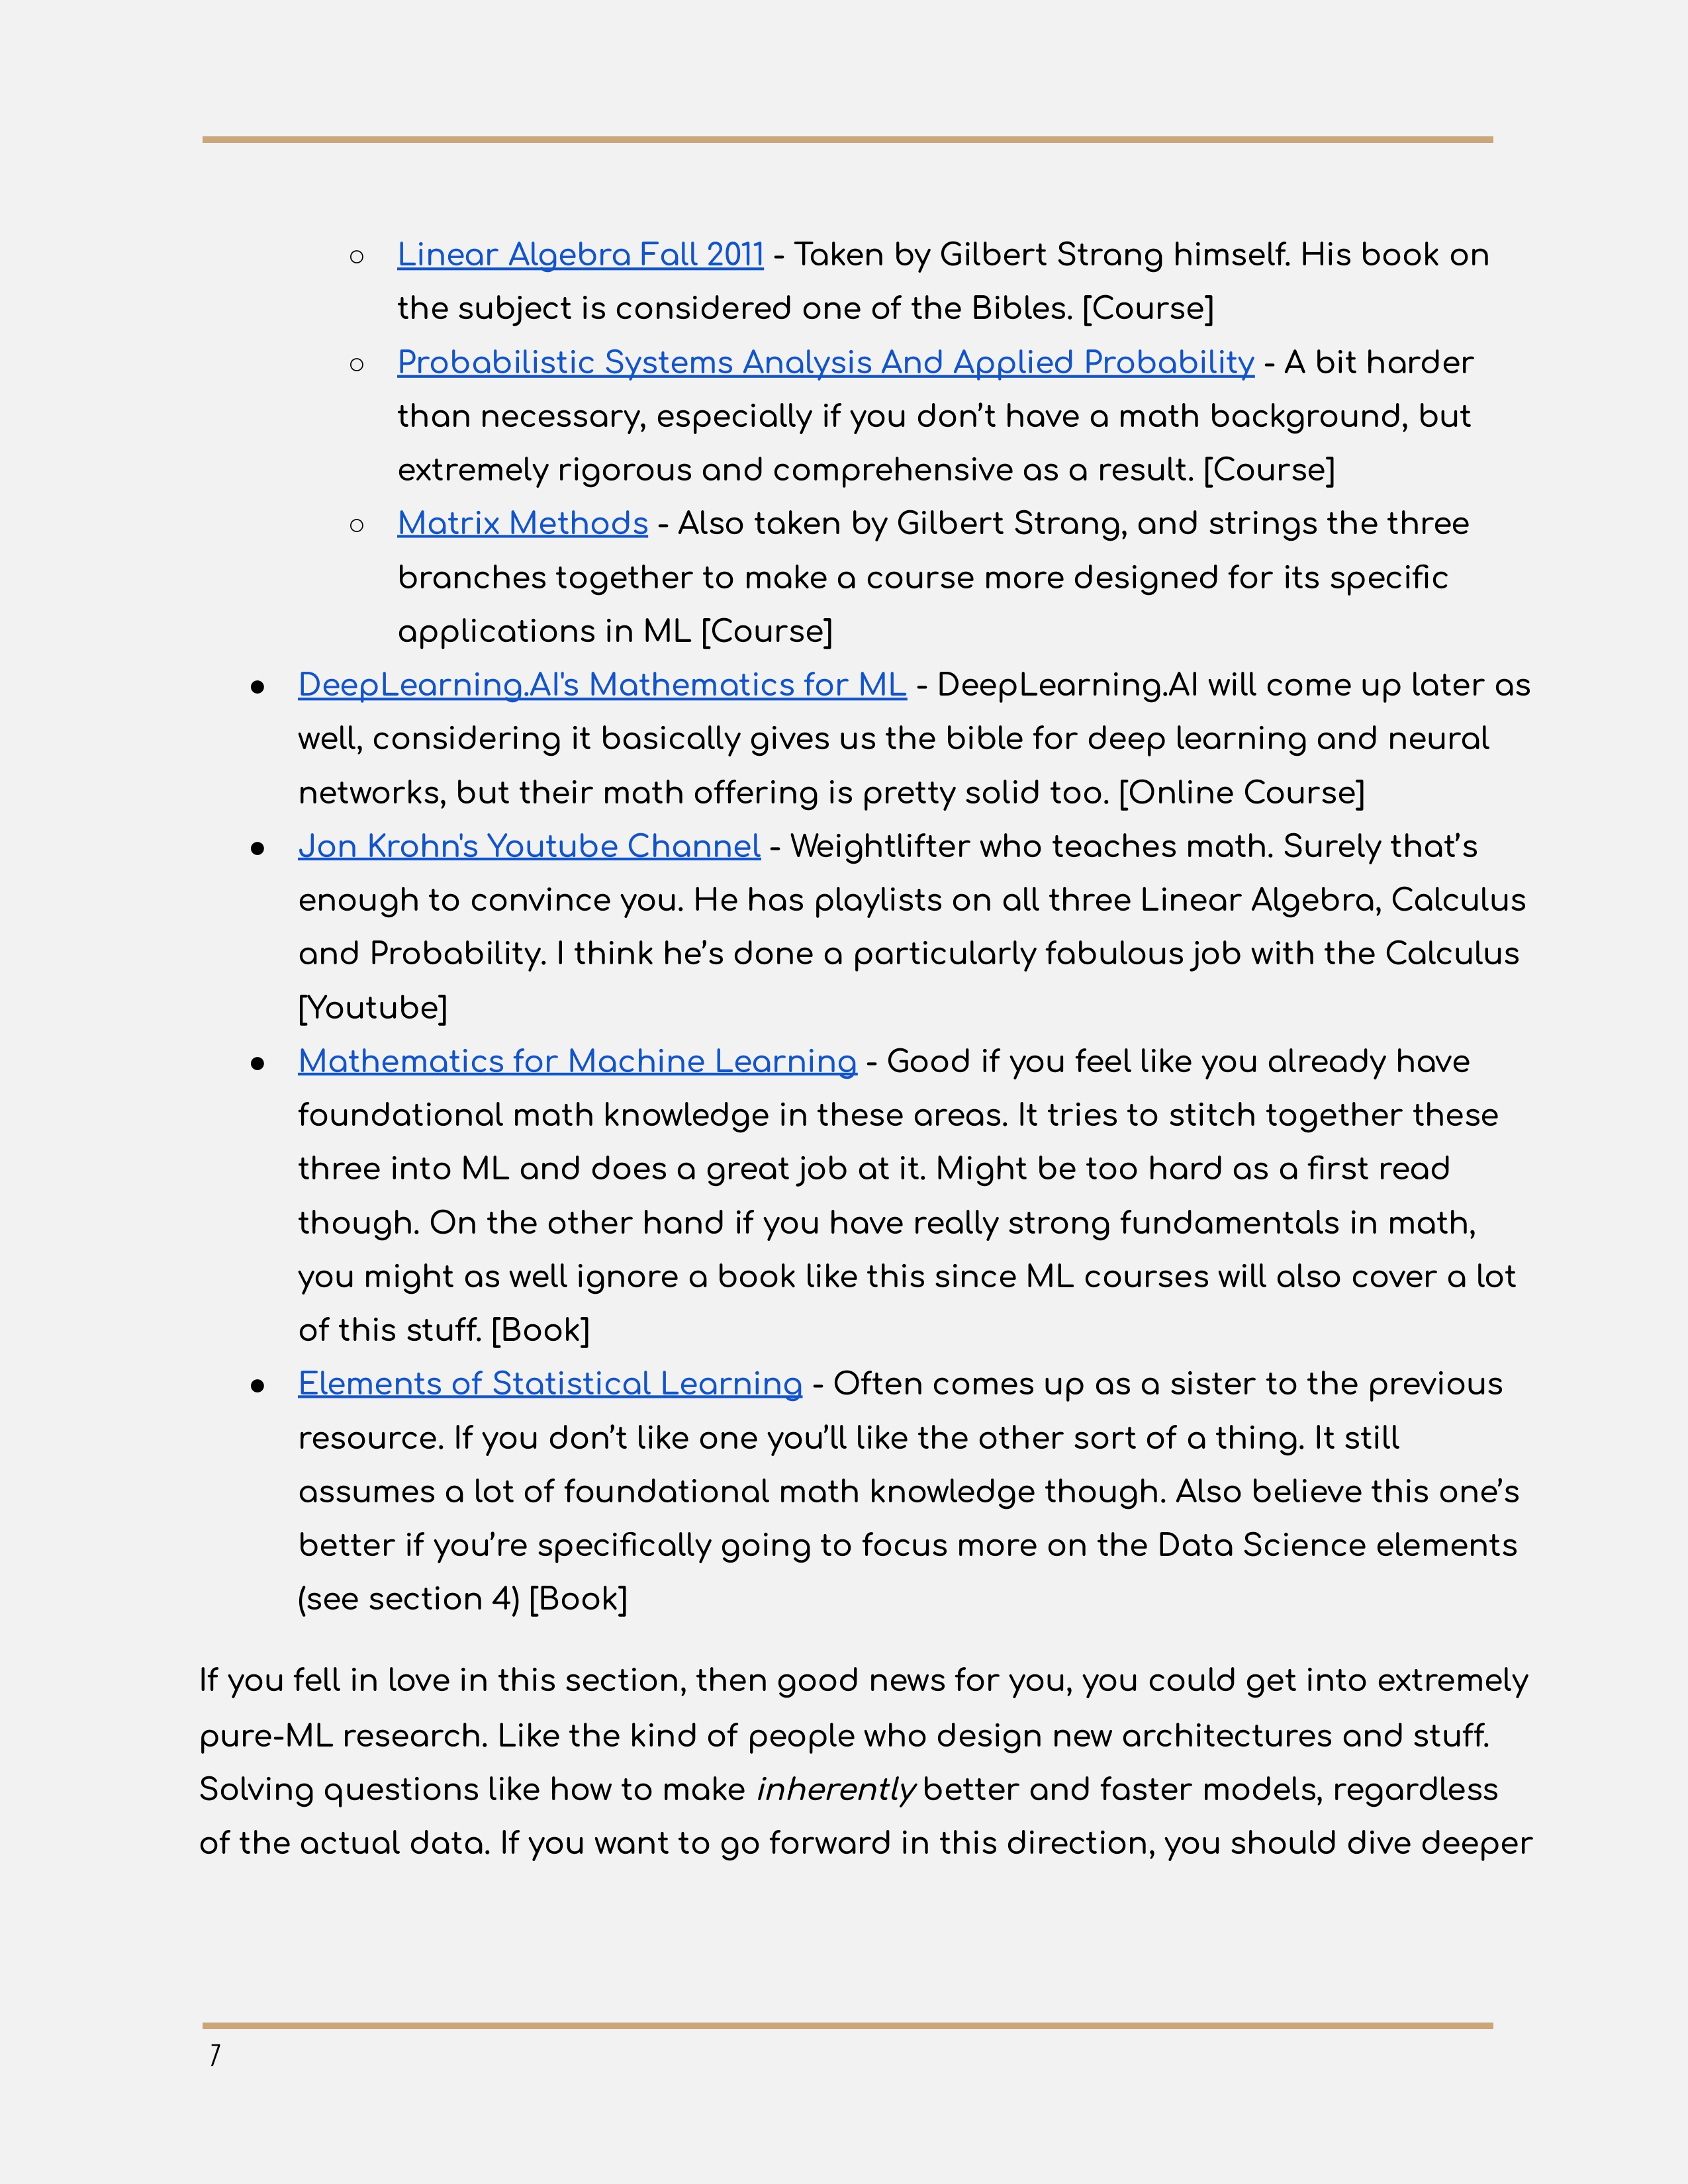 ○ Linear Algebra Fall 2011 - Taken by Gilbert Strang himself. His book on
the subject is considered one of the Bibles. [Course]
○ Probabilistic Systems Analysis And Applied Probability - A bit harder
than necessary, especially if you don’t have a math background, but
extremely rigorous and comprehensive as a result. [Course]
○ Matrix Methods - Also taken by Gilbert Strang, and strings the three
branches together to make a course more designed for its specific
applications in ML [Course]
● DeepLearning.AI's Mathematics for ML - DeepLearning.AI will come up later as
well, considering it basically gives us the bible for deep learning and neural
networks, but their math offering is pretty solid too. [Online Course]
● Jon Krohn's Youtube Channel - Weightlifter who teaches math. Surely that’s
enough to convince you. He has playlists on all three Linear Algebra, Calculus
and Probability. I think he’s done a particularly fabulous job with the Calculus
[Youtube]
● Mathematics for Machine Learning - Good if you feel like you already have
foundational math knowledge in these areas. It tries to stitch together these
three into ML and does a great job at it. Might be too hard as a first read
though. On the other hand if you have really strong fundamentals in math,
you might as well ignore a book like this since ML courses will also cover a lot
of this stuff. [Book]
● Elements of Statistical Learning - Often comes up as a sister to the previous
resource. If you don’t like one you’ll like the other sort of a thing. It still
assumes a lot of foundational math knowledge though. Also believe this one’s
better if you’re specifically going to focus more on the Data Science elements
(see section 4) [Book]
If you fell in love in this section, then good news for you, you could get into extremely
pure-ML research. Like the kind of people who design new architectures and stuff.
Solving questions like how to make inherently better and faster models, regardless
of the actual data. If you want to go forward in this direction, you should dive deeper
7